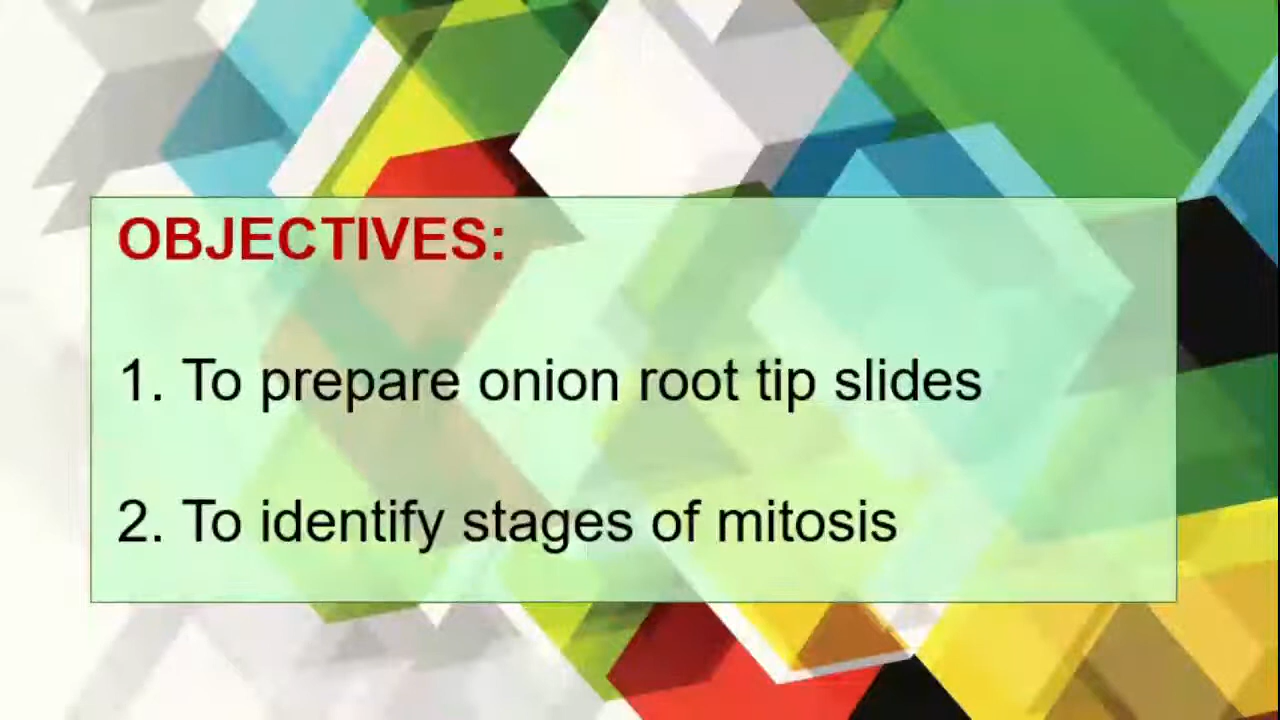 OBJECTIVES:
1. To prepare onion root tip slides
2. To identify stages of mitosis